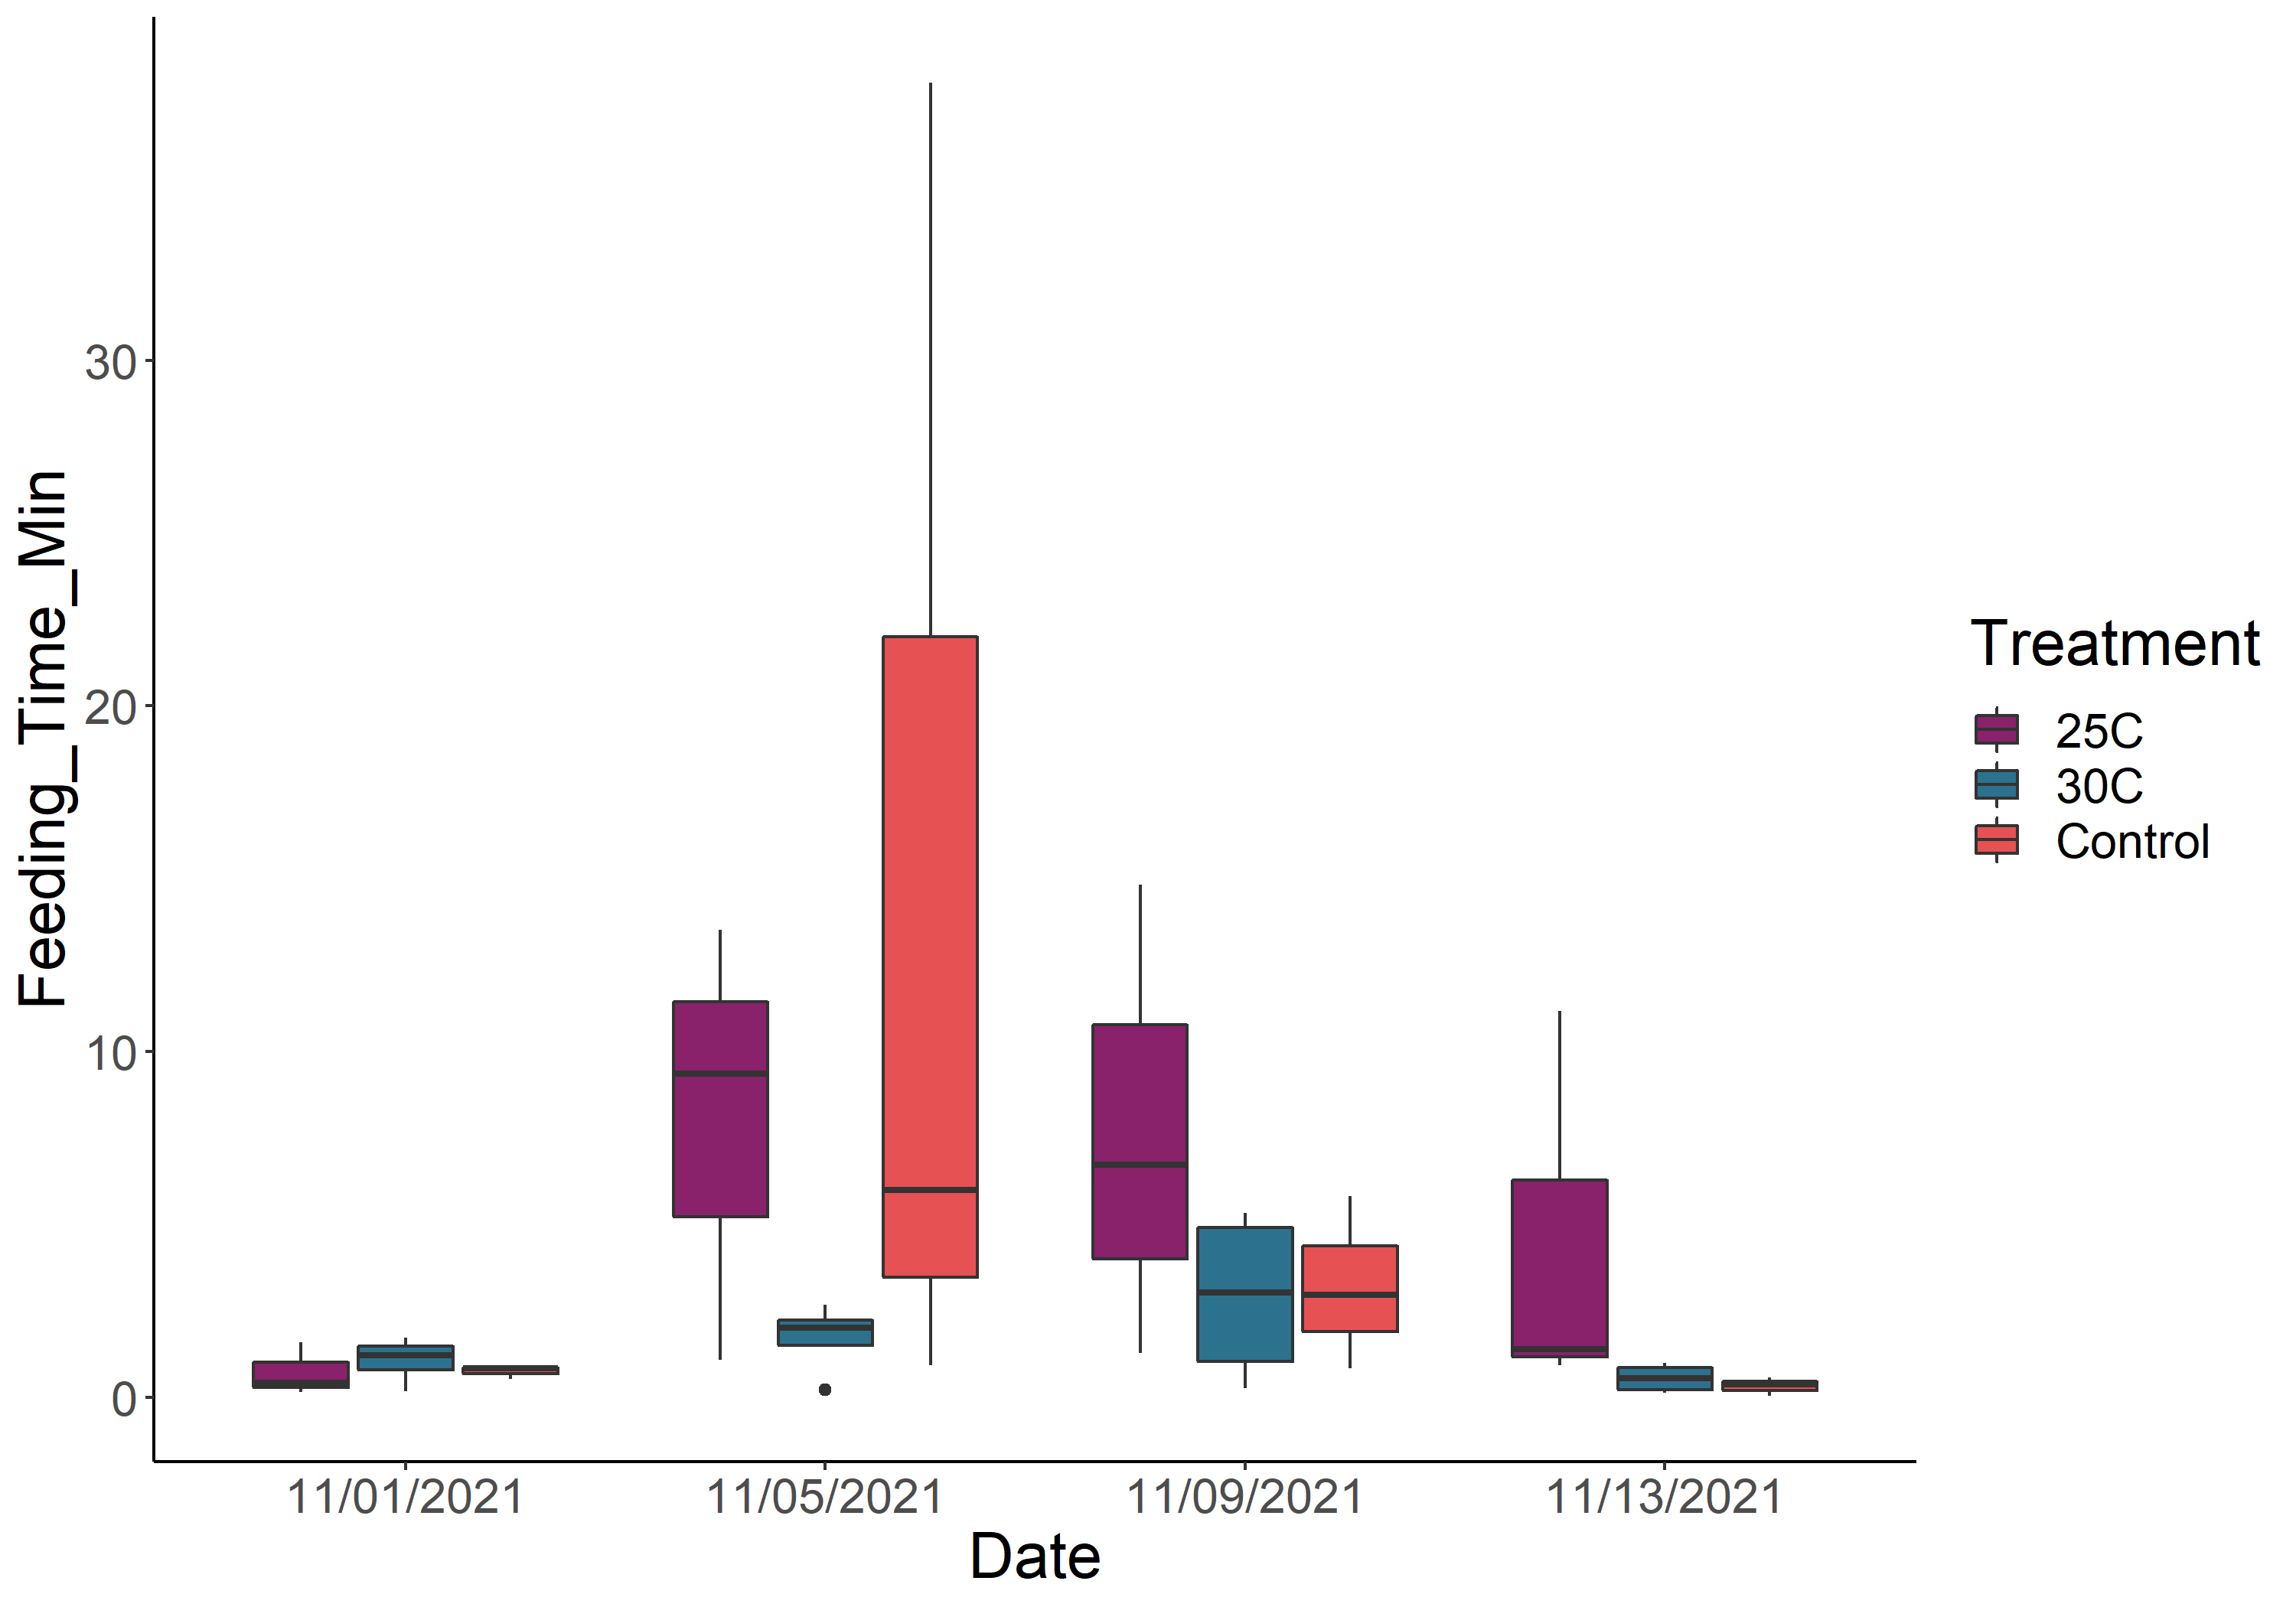 Feeding_Time_Min
30
20
10
0
11/01/2021
11/05/2021
11/09/2021
11/13/2021
Date
Treatment
25C
30C
Control